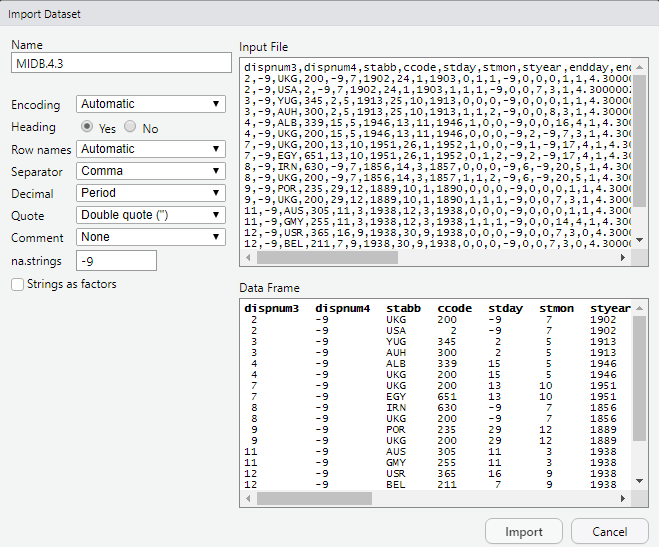 Import Dataset
Name
MIDB.4.3
Encoding Automatic
Heading Yes No
Row names Automatic
Separator Comma
Decimal Period
Quote Double quote (")
Comment None
na.strings -9
Strings as factors
Input File
dispnum3,dispnum4,stabb,ccode,stday,stmon,styear,endday,end
2,-9,UKG,200,-9,7,1902,24,1,1903,0,1,1,-9,0,0,0,1,1,4.30000
2,-9,USA,2,-9,7,1902,24,1,1903,1,1,1,-9,0,0,7,3,1,4.3000002
3,-9,YUG,345,2,5,1913,25,10,1913,0,0,0,-9,0,0,0,1,1,4.30000
3,-9,AUH,300,2,5,1913,25,10,1913,1,1,2,-9,0,0,8,3,1,4.30000
4,-9,ALB,339,15,5,1946,13,11,1946,1,0,0,-9,0,0,16,4,1,4.300
4,-9,UKG,200,15,5,1946,13,11,1946,0,0,0,-9,2,-9,7,3,1,4.300
7,-9,UKG,200,13,10,1951,26,1,1952,1,0,0,-9,1,-9,17,4,1,4.30
7,-9,EGY,651,13,10,1951,26,1,1952,0,1,2,-9,2,-9,17,4,1,4.30
8,-9,IRN,630,-9,7,1856,14,3,1857,0,0,0,-9,6,-9,20,5,1,4.300
8,-9,UKG,200,-9,7,1856,14,3,1857,1,1,2,-9,6,-9,20,5,1,4.300
9,-9,POR,235,29,12,1889,10,1,1890,0,0,0,-9,0,0,0,1,1,4.3000
9,-9,UKG,200,29,12,1889,10,1,1890,1,1,1,-9,0,0,7,3,1,4.3000
11,-9,AUS,305,11,3,1938,12,3,1938,0,0,0,-9,0,0,0,1,1,4.3000
11,-9,GMY,255,11,3,1938,12,3,1938,1,1,1,-9,0,0,14,4,1,4.300
12,-9,USR,365,16,9,1938,30,9,1938,0,0,0,-9,0,0,7,3,0,4.3000
12,-9,BEL,211,7,9,1938,30,9,1938,0,0,0,-9,0,0,7,3,0,4.30000
Data Frame
dispnum3 dispnum4 stabb ccode stday stmon styear
2 -9 UKG 200 -9 7 1902
2 -9 USA 2 -9 7 1902
3 -9 YUG 345 2 5 1913
3 -9 AUH 300 2 5 1913
4 -9 ALB 339 15 5 1946
4 -9 UKG 200 15 5 1946
7 -9 UKG 200 13 10 1951
7 -9 EGY 651 13 10 1951
8 -9 IRN 630 -9 7 1856
8 -9 UKG 200 -9 7 1856
9 -9 POR 235 29 12 1889
9 -9 UKG 200 29 12 1889
11 -9 AUS 305 11 3 1938
11 -9 GMY 255 11 3 1938
12 -9 USR 365 16 9 1938
12 -9 BEL 211 7 9 1938
Import Cancel